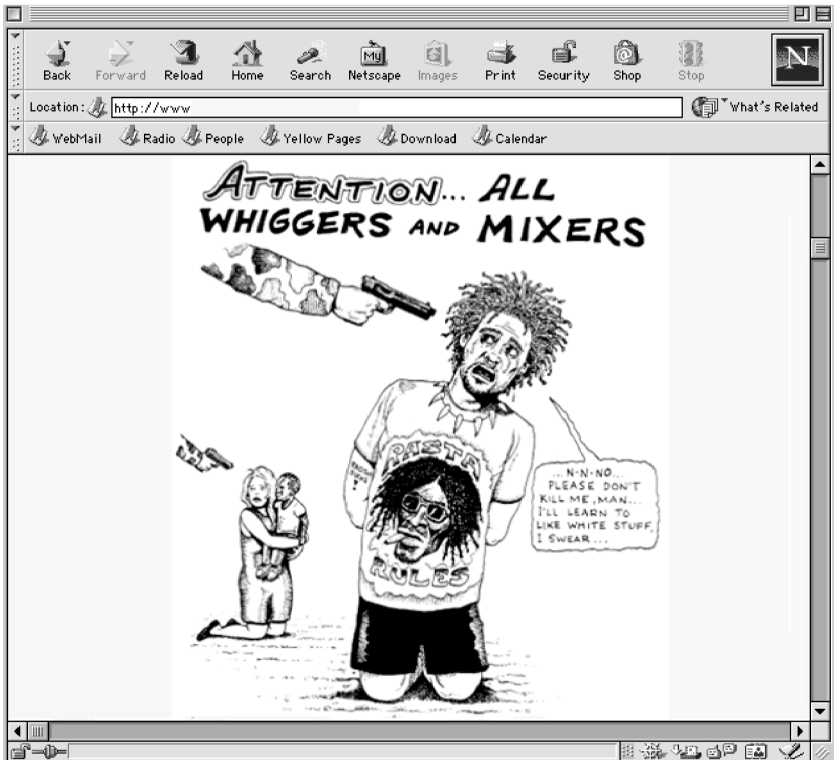 Back
Forward
Reload
Home
Search
My
Netscape
Images
Print
Security
Shop
Stop
N
Location:
http://www
What's Related
WebMail
Radio
People
Yellow Pages
Download
Calendar
ATTENTION... ALL
WHIGGERS AND MIXERS
RASTA
RULES
...N-N-NO...
PLEASE DON'T
KILL ME, MAN...
I'LL LEARN TO
LIKE WHITE STUFF,
I SWEAR...